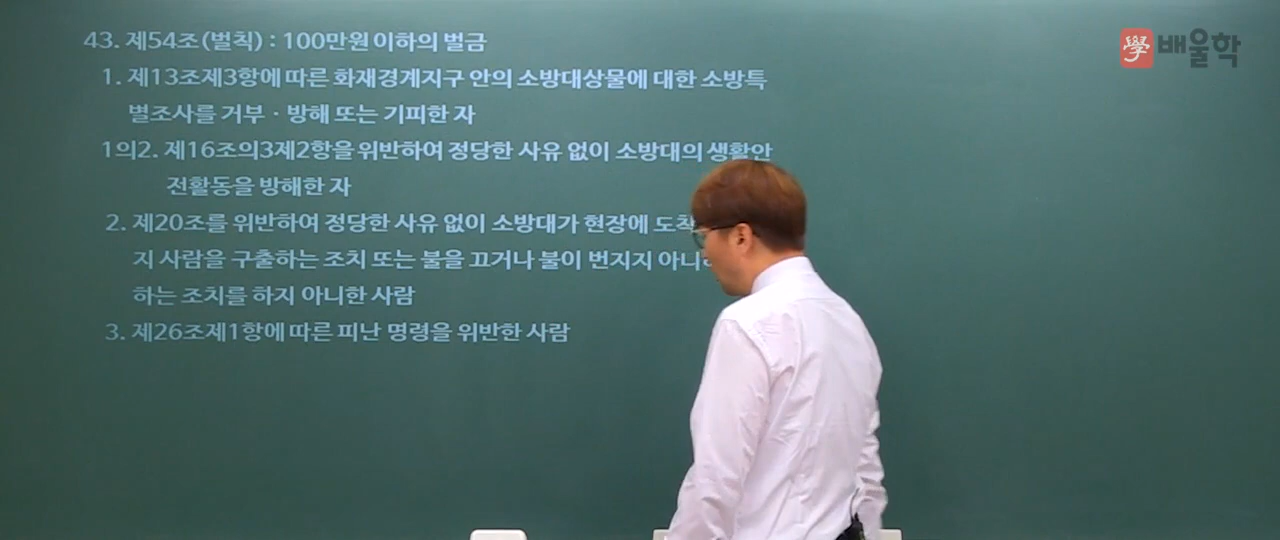 43. 제54조(벌칙) : 100만원 이하의 벌금
1. 제13조제3항에 따른 화재경계지구 안의 소방대상물에 대한 소방특
별조사를 거부 · 방해 또는 기피한 자
1의2. 제16조의3제2항을 위반하여 정당한 사유 없이 소방대의 생활안
전활동을 방해한 자
2. 제20조를 위반하여 정당한 사유 없이 소방대가 현장에
지 사람을 구출하는 조치 또는 불을 끄거나 불이 번지지
하는 조치를 하지 아니한 사람
3. 제26조제1항에 따른 피난 명령을 위반한 사람
學 배울학